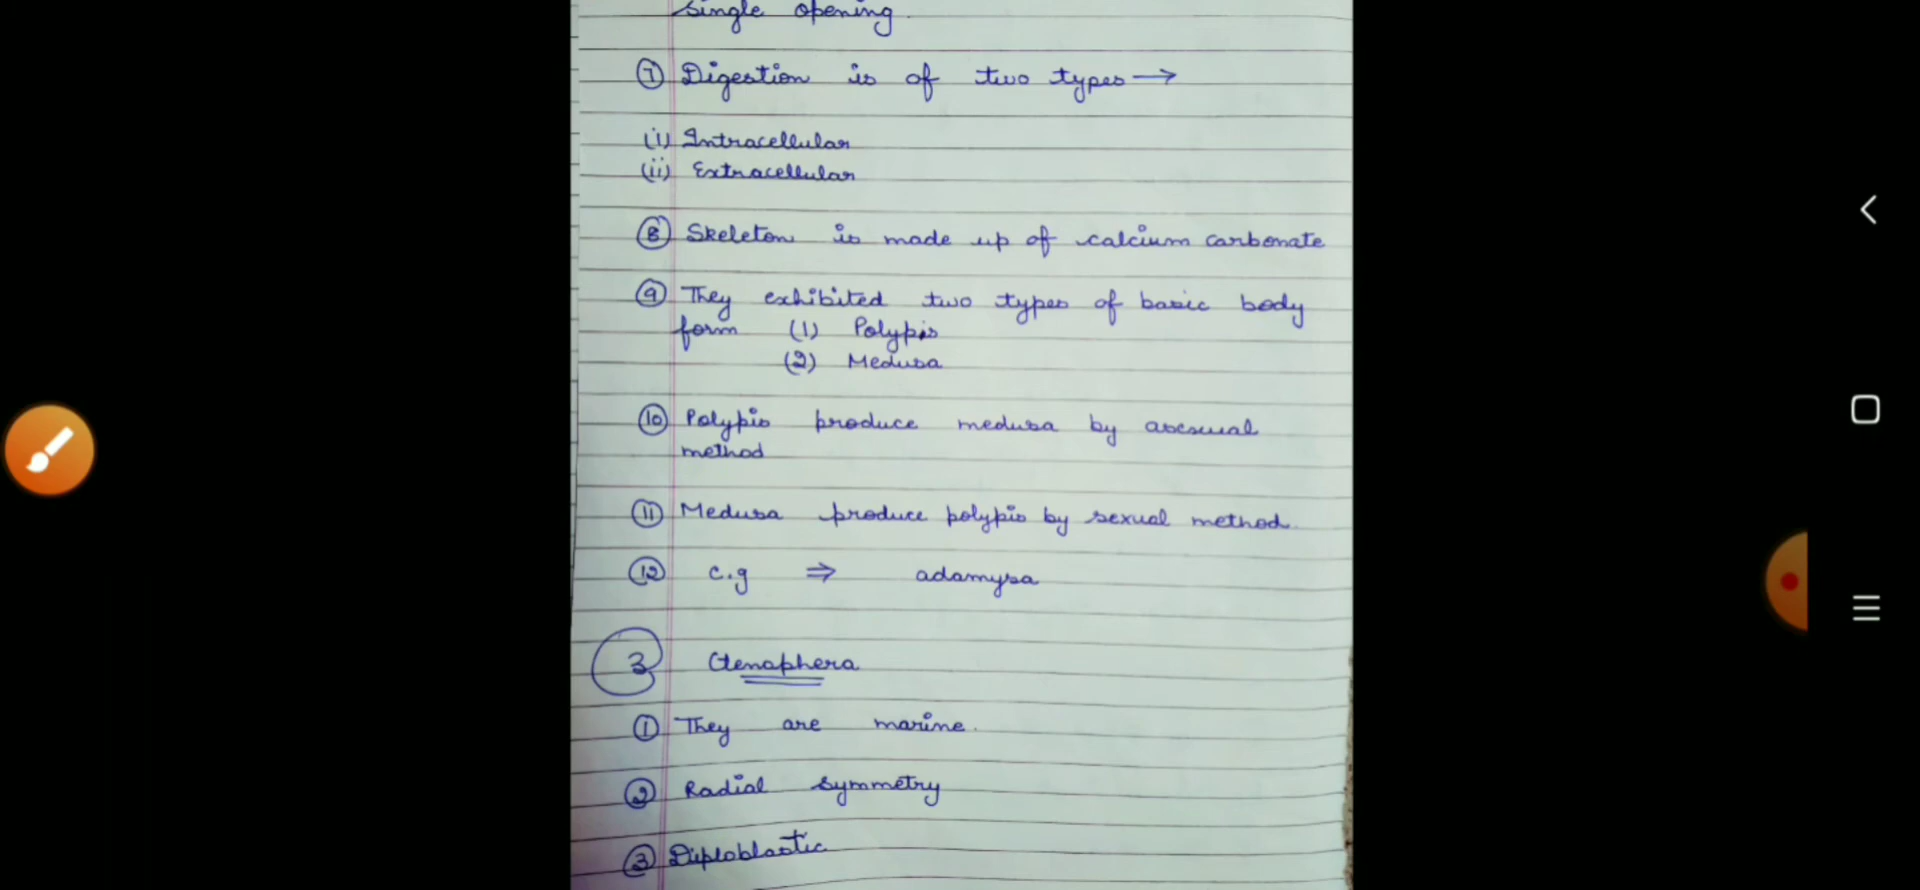 single opening.
7 Digestion is of two types →
(i) Intracellular
(ii) Extracellular
8 Skeleton is made up of calcium carbonate
9 They exhibited two types of basic body
form (1) Polypis
(2) Medusa
10 Polypis produce medusa by asexual
method
11 Medusa produce polypis by sexual method.
12 e.g ⇒ adamysa
3 Ctenaphera
1 They are marine.
2 Radial symmetry
3 Diploblastic